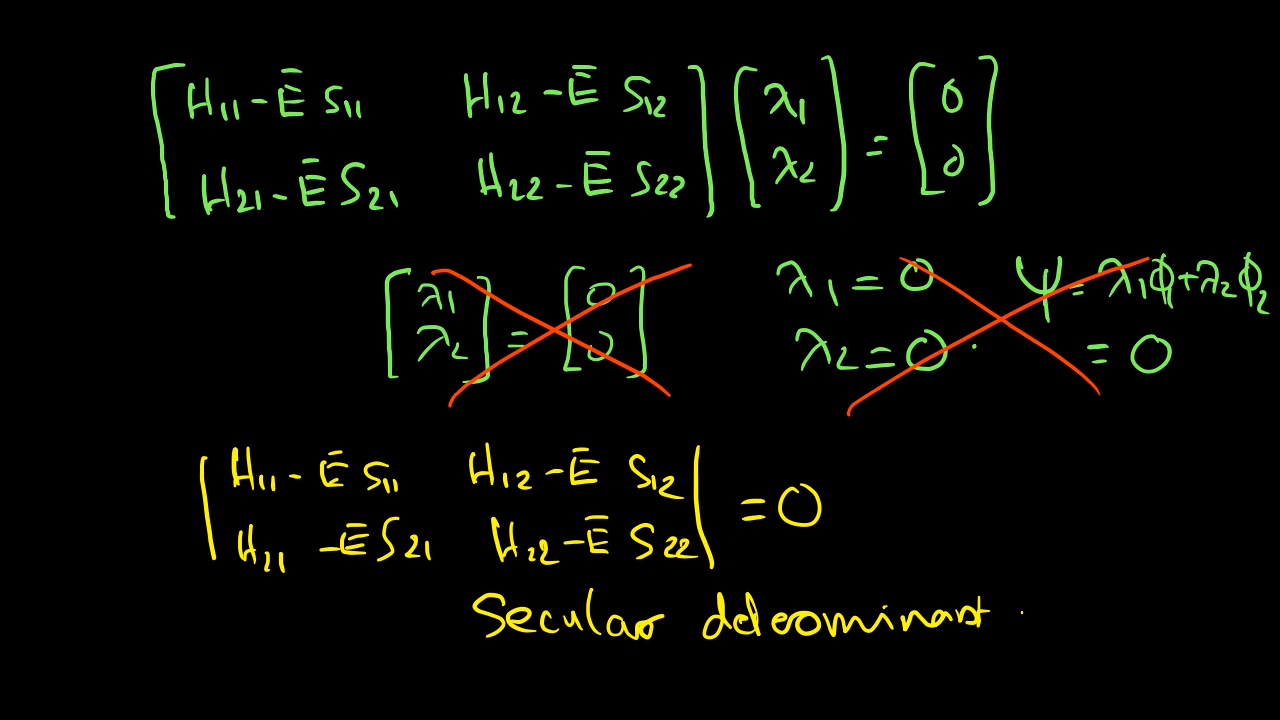 [H₁₁ - Ē S₁₁ H₁₂ - Ē S₁₂] [λ₁] = [0]
[H₂₁ - Ē S₂₁ H₂₂ - Ē S₂₂] [λ₂] [0]
[λ₁] = [0] λ₁ = 0 ψ = λ₁ϕ₁ + λ₂ϕ₂
[λ₂] [0] λ₂ = 0 . = 0
|H₁₁ - Ē S₁₁ H₁₂ - Ē S₁₂| = 0
|H₂₁ - Ē S₂₁ H₂₂ - Ē S₂₂|
Secular determinant .